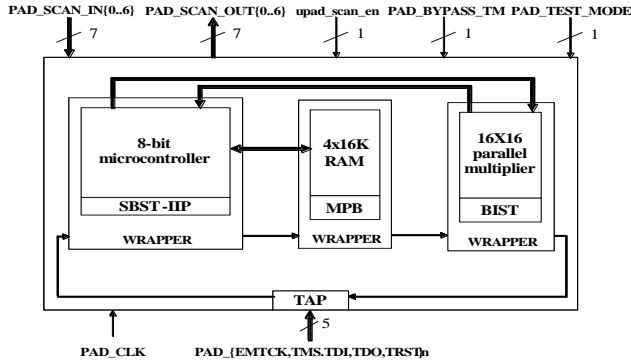 PAD_SCAN_IN{0..6} PAD_SCAN_OUT{0..6} upad_scan_en PAD_BYPASS_TM PAD_TEST_MODE
7 7 1 1 1
8-bit
microcontroller
SBST-IIP
WRAPPER
4x16K
RAM
MPB
WRAPPER
16X16
parallel
multiplier
BIST
WRAPPER
TAP
5
PAD_CLK PAD_{EMTCK,TMS.TDI,TDO,TRST}n